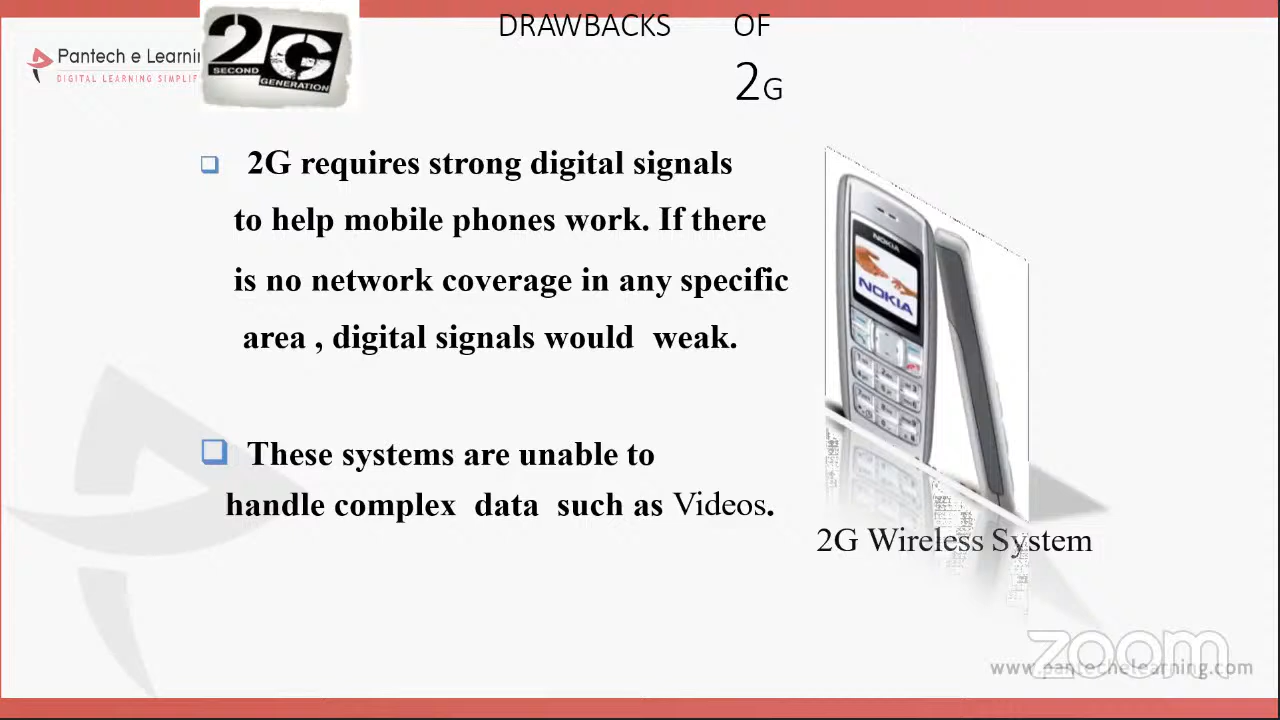 DRAWBACKS OF
2G
Pantech e Learnin
DIGITAL LEARNING SIMPLIF
2G
SECOND
GENERATION
❑ 2G requires strong digital signals
to help mobile phones work. If there
is no network coverage in any specific
area , digital signals would weak.
❑ These systems are unable to
handle complex data such as Videos.
NOKIA
NOKIA
2G Wireless System
zoom
www.pantechelearning.com